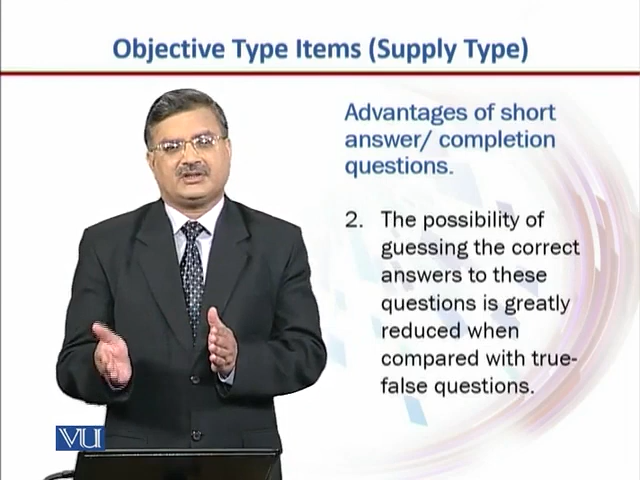 Objective Type Items (Supply Type)
Advantages of short
answer/ completion
questions.
2. The possibility of
guessing the correct
answers to these
questions is greatly
reduced when
compared with true-
false questions.
VU